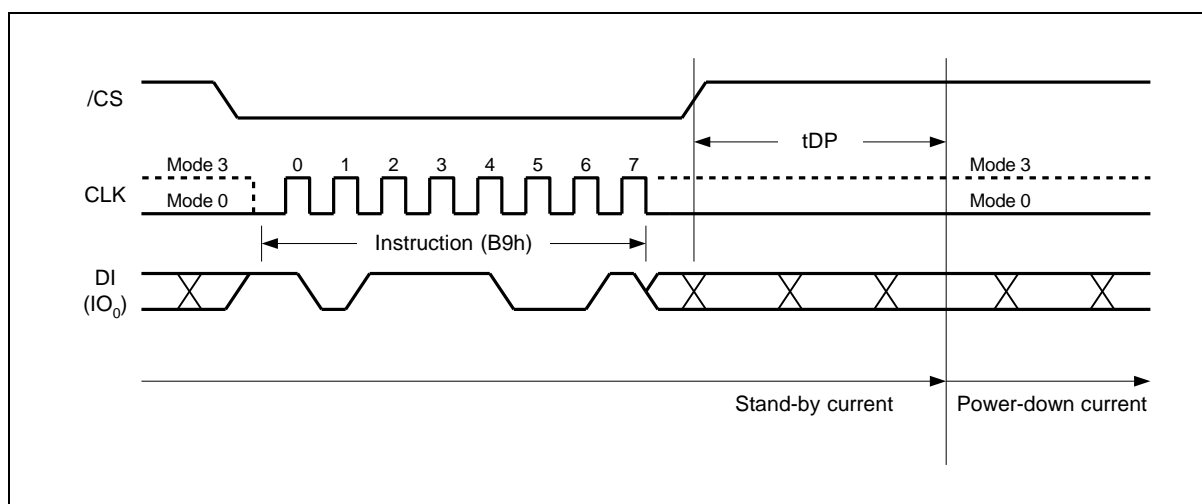 /CS
tDP
Mode 3 0 1 2 3 4 5 6 7 Mode 3
CLK
Mode 0 Mode 0
Instruction (B9h)
DI
(IO0)
Stand-by current Power-down current